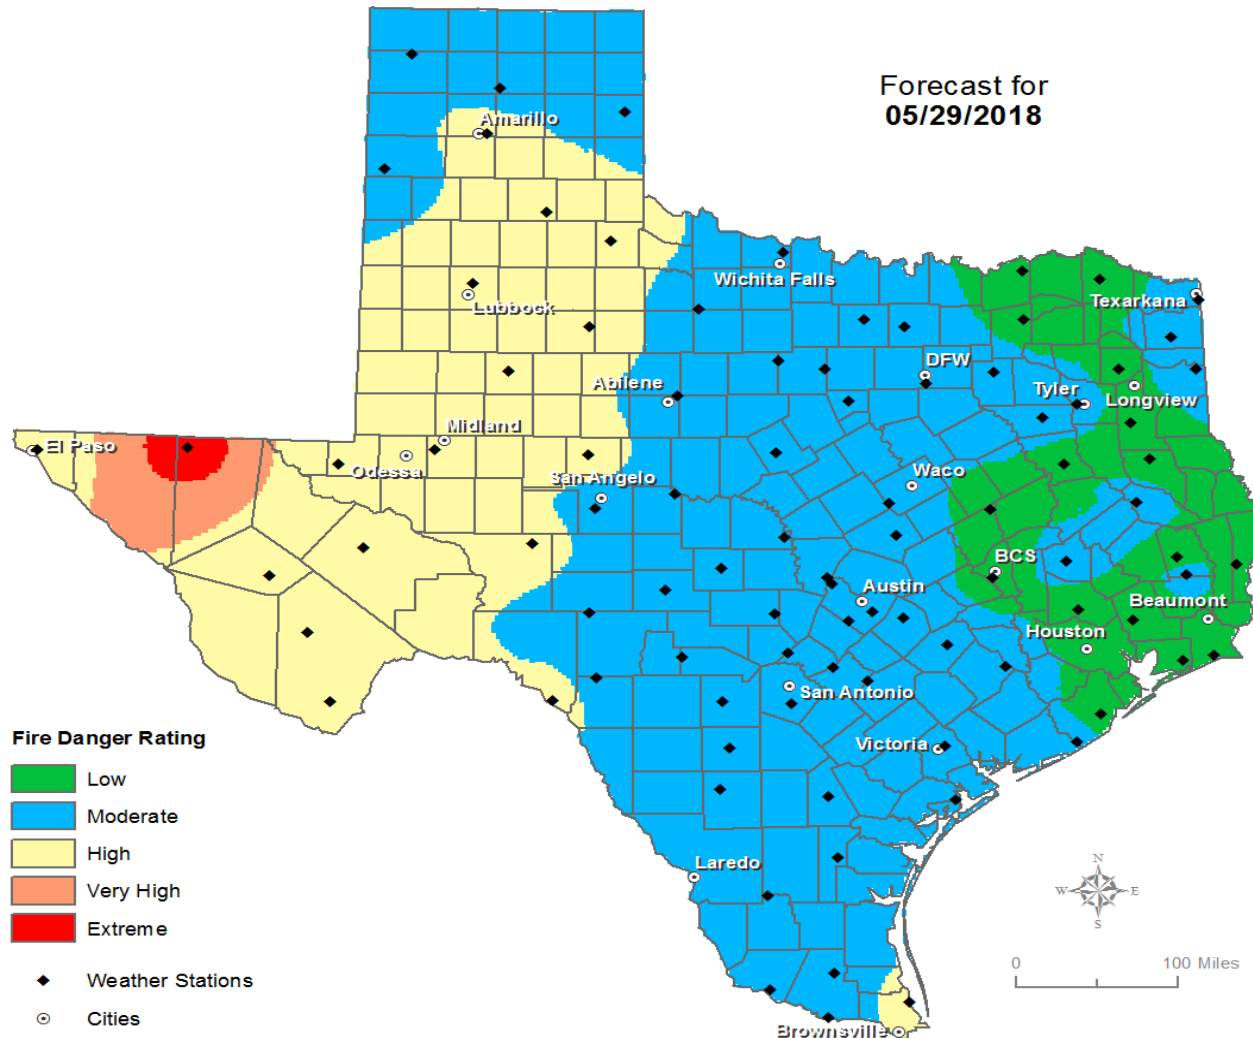 Forecast for
05/29/2018
Amarillo
Wichita Falls
Texarkana
Lubbock
DFW
Abilene
Tyler
Longview
Midland
El Paso
Odessa
San Angelo
Waco
BCS
Austin
Beaumont
Houston
San Antonio
Victoria
Fire Danger Rating
Low
Moderate
High
Very High
Extreme
Weather Stations
Cities
Laredo
Brownsville
N
W E
S
0 100 Miles